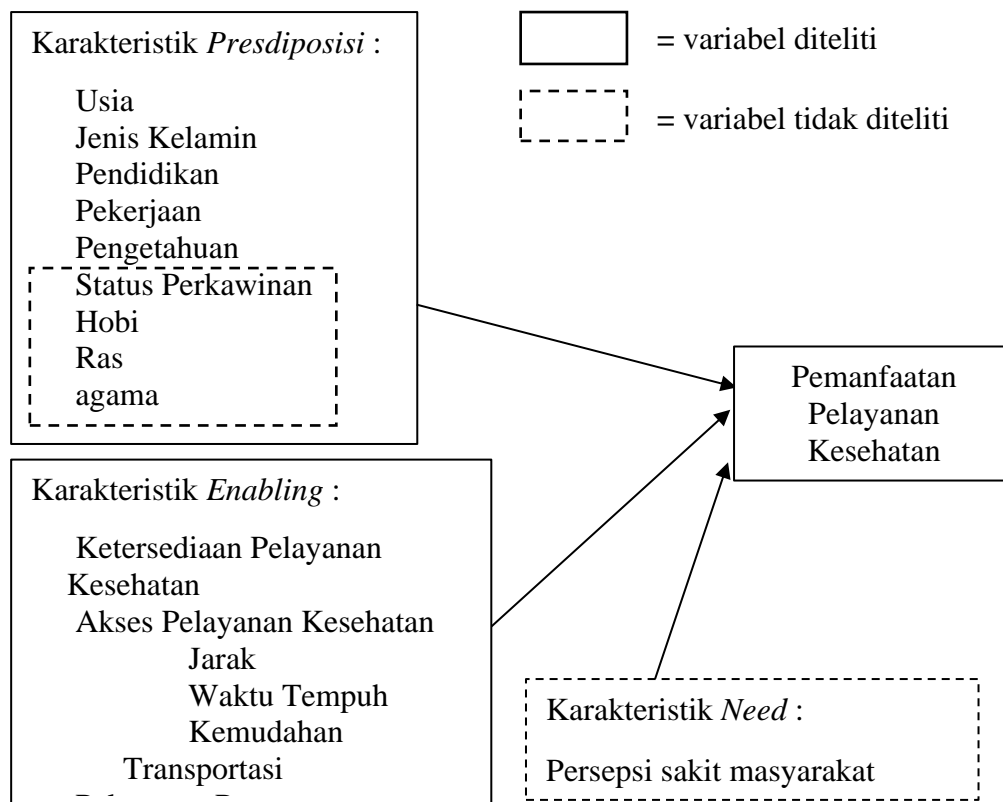 Karakteristik Presdiposisi :
Usia
Jenis Kelamin
Pendidikan
Pekerjaan
Pengetahuan
Status Perkawinan
Hobi
Ras
agama
= variabel diteliti
= variabel tidak diteliti
Pemanfaatan
Pelayanan
Kesehatan
Karakteristik Enabling :
Ketersediaan Pelayanan
Kesehatan
Akses Pelayanan Kesehatan
Jarak
Waktu Tempuh
Kemudahan
Transportasi
Karakteristik Need :
Persepsi sakit masyarakat